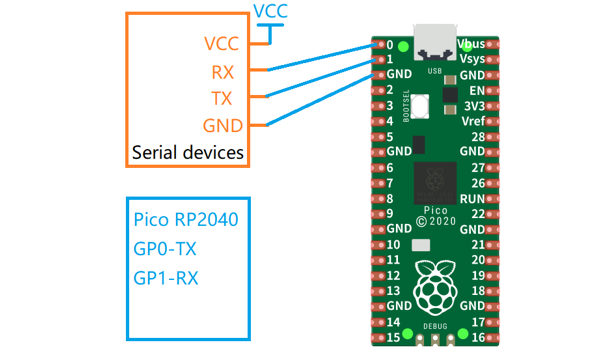 VCC
VCC
RX
TX
GND
Serial devices
Pico RP2040
GP0-TX
GP1-RX
0
1
GND
2
3
4
5
GND
6
7
8
9
GND
10
11
12
13
GND
14
15
USB
BOOTSEL
Pico
©2020
DEBUG
Vbus
Vsys
GND
EN
3V3
Vref
28
GND
27
26
RUN
22
GND
21
20
19
18
GND
17
16